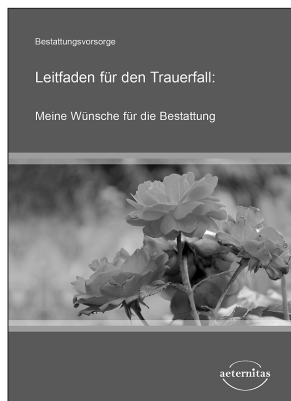 Bestattungsvorsorge
Leitfaden für den Trauerfall:
Meine Wünsche für die Bestattung
aeternitas